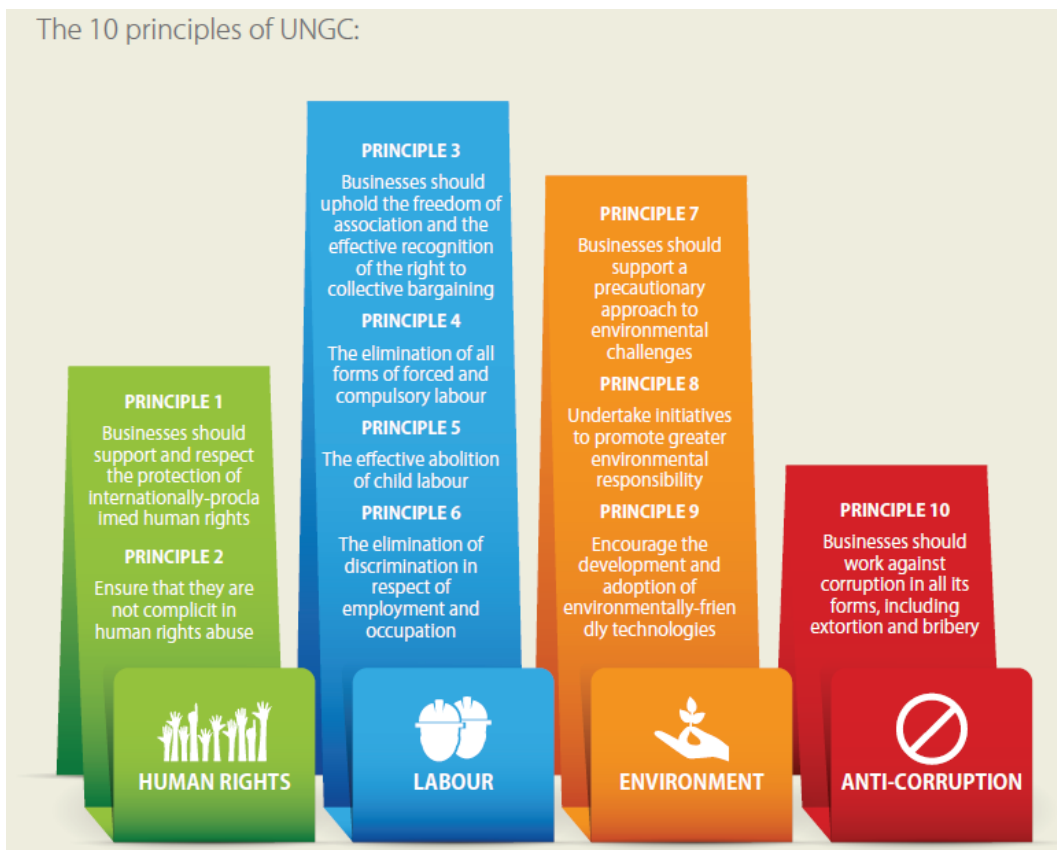 The 10 principles of UNGC:
PRINCIPLE 1
Businesses should
support and respect
the protection of
internationally-procla
imed human rights
PRINCIPLE 2
Ensure that they are
not complicit in
human rights abuse
HUMAN RIGHTS
PRINCIPLE 3
Businesses should
uphold the freedom of
association and the
effective recognition
of the right to
collective bargaining
PRINCIPLE 4
The elimination of all
forms of forced and
compulsory labour
PRINCIPLE 5
The effective abolition
of child labour
PRINCIPLE 6
The elimination of
discrimination in
respect of
employment and
occupation
LABOUR
PRINCIPLE 7
Businesses should
support a
precautionary
approach to
environmental
challenges
PRINCIPLE 8
Undertake initiatives
to promote greater
environmental
responsibility
PRINCIPLE 9
Encourage the
development and
adoption of
environmentally-frien
dly technologies
ENVIRONMENT
PRINCIPLE 10
Businesses should
work against
corruption in all its
forms, including
extortion and bribery
ANTI-CORRUPTION